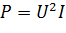 P = U²I